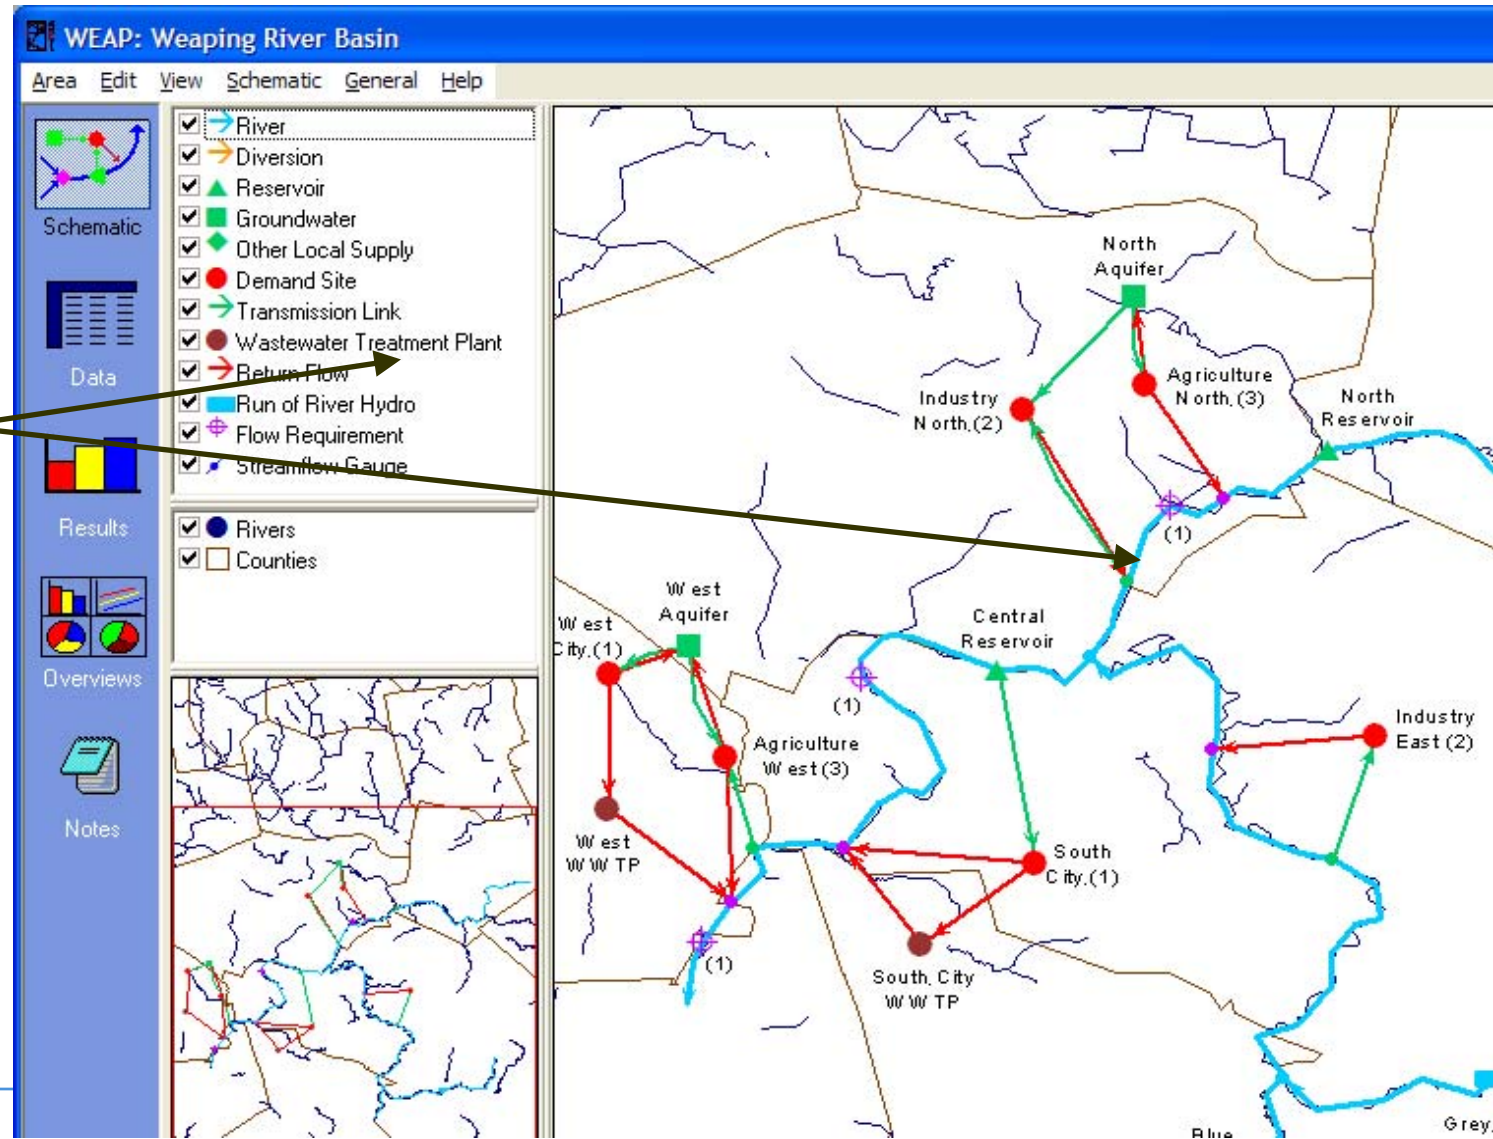 WEAP: Weaping River Basin
Area Edit View Schematic General Help
Schematic
Data
Results
Overviews
Notes
River
Diversion
Reservoir
Groundwater
Other Local Supply
Demand Site
Transmission Link
Wastewater Treatment Plant
Return Flow
Run of River Hydro
Flow Requirement
Streamflow Gauge
Rivers
Counties
North
Aquifer
Agriculture
North (3)
Industry
North (2)
North
Reservoir
(1)
West
Aquifer
West
City (1)
Central
Reservoir
(1)
Agriculture
West (3)
Industry
East (2)
West
WWTP
South
City (1)
(1)
South City
WWTP
Blue
Grey